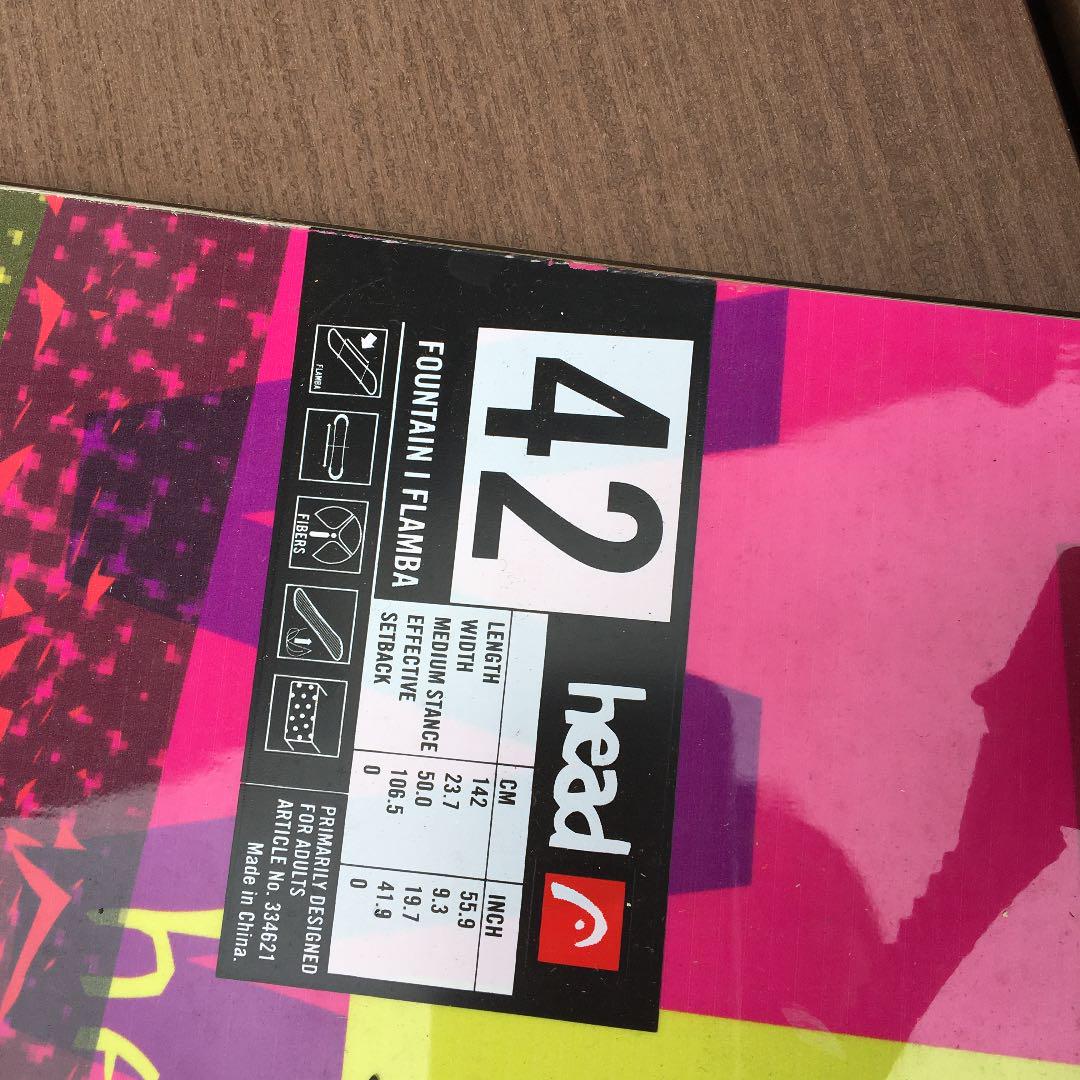 42
head
FOUNTAIN I FLAMBA
CM INCH
LENGTH 142 55.9
WIDTH 23.7 9.3
MEDIUM STANCE 50.0 19.7
EFFECTIVE 106.5 41.9
SETBACK 0 0
FLAMBA
FIBERS
PRIMARILY DESIGNED
FOR ADULTS
ARTICLE No. 334621
Made in China.
he